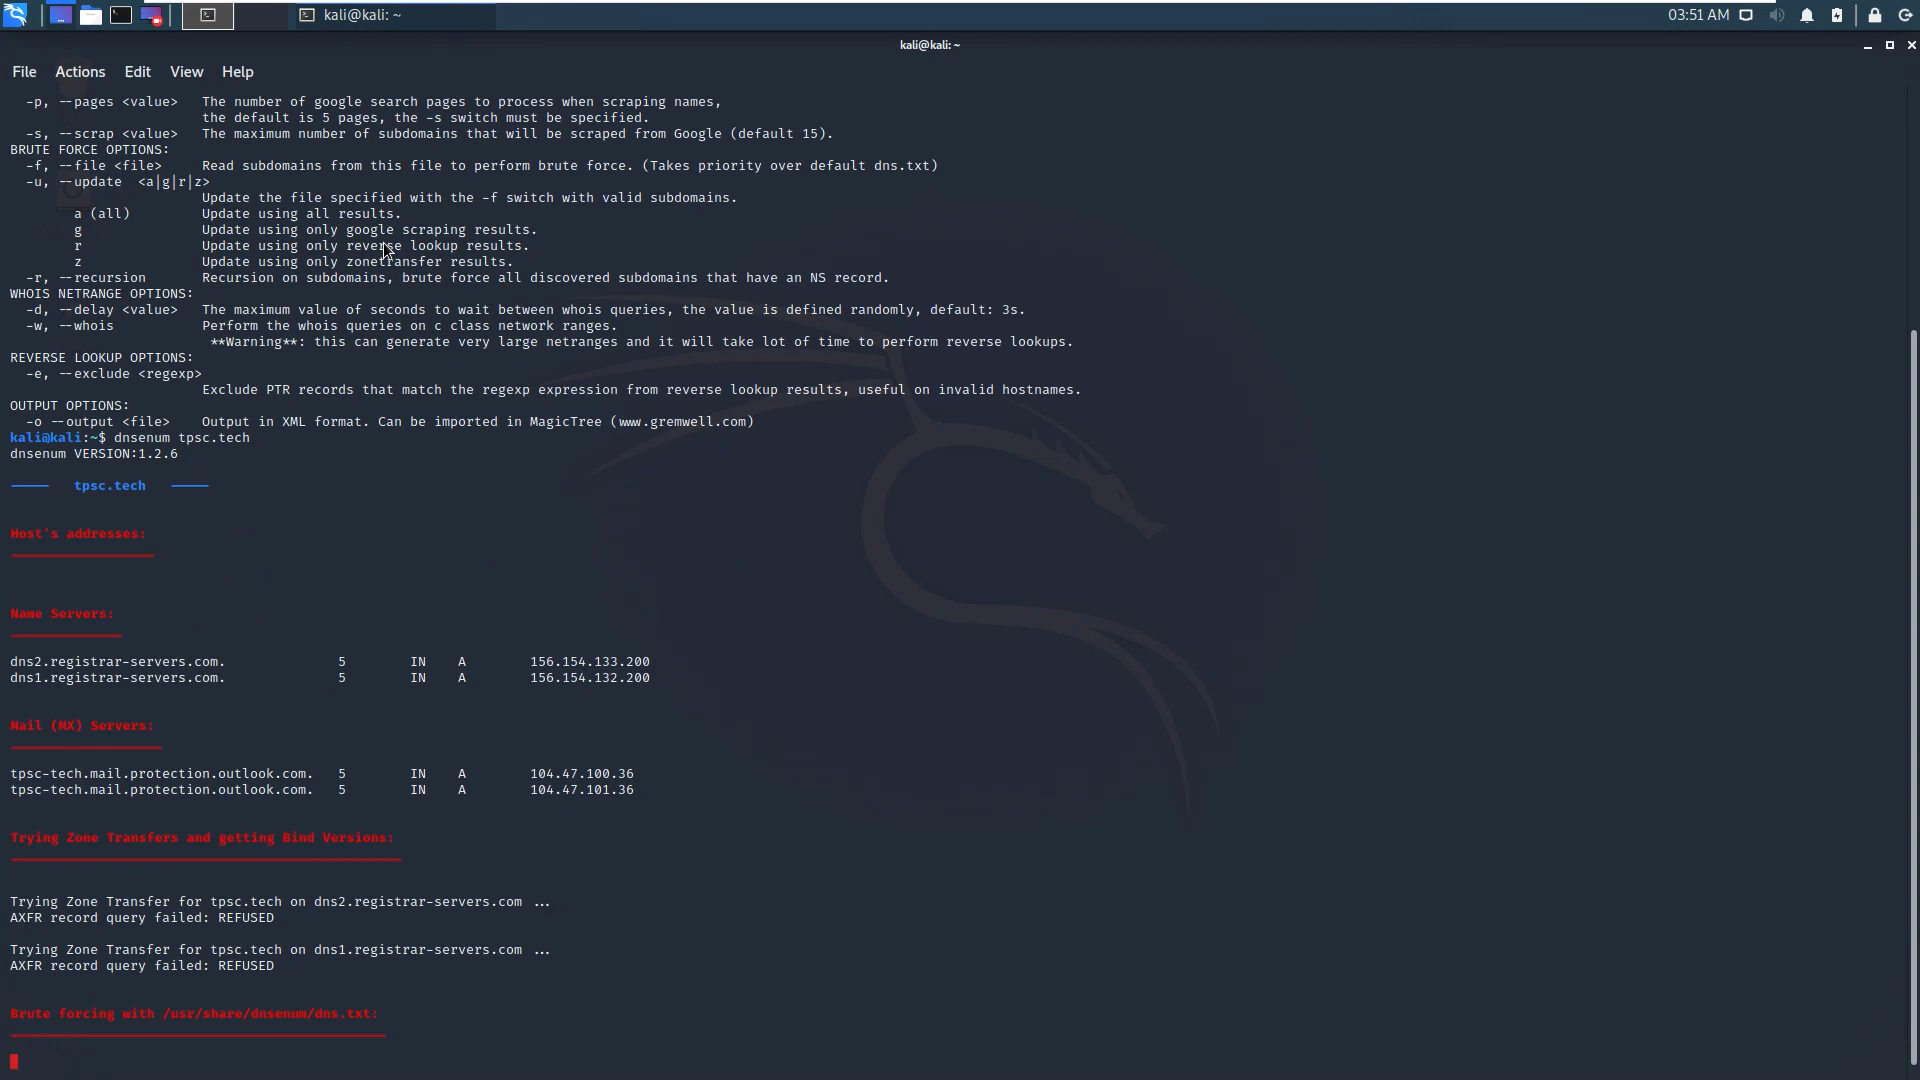 kali@kali: ~
03:51 AM
kali@kali: ~
File Actions Edit View Help
-p, --pages <value> The number of google search pages to process when scraping names,
the default is 5 pages, the -s switch must be specified.
-s, --scrap <value> The maximum number of subdomains that will be scraped from Google (default 15).
BRUTE FORCE OPTIONS:
-f, --file <file> Read subdomains from this file to perform brute force. (Takes priority over default dns.txt)
-u, --update <a|g|r|z>
Update the file specified with the -f switch with valid subdomains.
a (all) Update using all results.
g Update using only google scraping results.
r Update using only reverse lookup results.
z Update using only zonetransfer results.
-r, --recursion Recursion on subdomains, brute force all discovered subdomains that have an NS record.
WHOIS NETRANGE OPTIONS:
-d, --delay <value> The maximum value of seconds to wait between whois queries, the value is defined randomly, default: 3s.
-w, --whois Perform the whois queries on c class network ranges.
**Warning**: this can generate very large netranges and it will take lot of time to perform reverse lookups.
REVERSE LOOKUP OPTIONS:
-e, --exclude <regexp>
Exclude PTR records that match the regexp expression from reverse lookup results, useful on invalid hostnames.
OUTPUT OPTIONS:
-o --output <file> Output in XML format. Can be imported in MagicTree (www.gremwell.com)
kali@kali:~$ dnsenum tpsc.tech
dnsenum VERSION:1.2.6
----- tpsc.tech -----
Host's addresses:
Name Servers:
dns2.registrar-servers.com. 5 IN A 156.154.133.200
dns1.registrar-servers.com. 5 IN A 156.154.132.200
Mail (MX) Servers:
tpsc-tech.mail.protection.outlook.com. 5 IN A 104.47.100.36
tpsc-tech.mail.protection.outlook.com. 5 IN A 104.47.101.36
Trying Zone Transfers and getting Bind Versions:
Trying Zone Transfer for tpsc.tech on dns2.registrar-servers.com ...
AXFR record query failed: REFUSED
Trying Zone Transfer for tpsc.tech on dns1.registrar-servers.com ...
AXFR record query failed: REFUSED
Brute forcing with /usr/share/dnsenum/dns.txt: